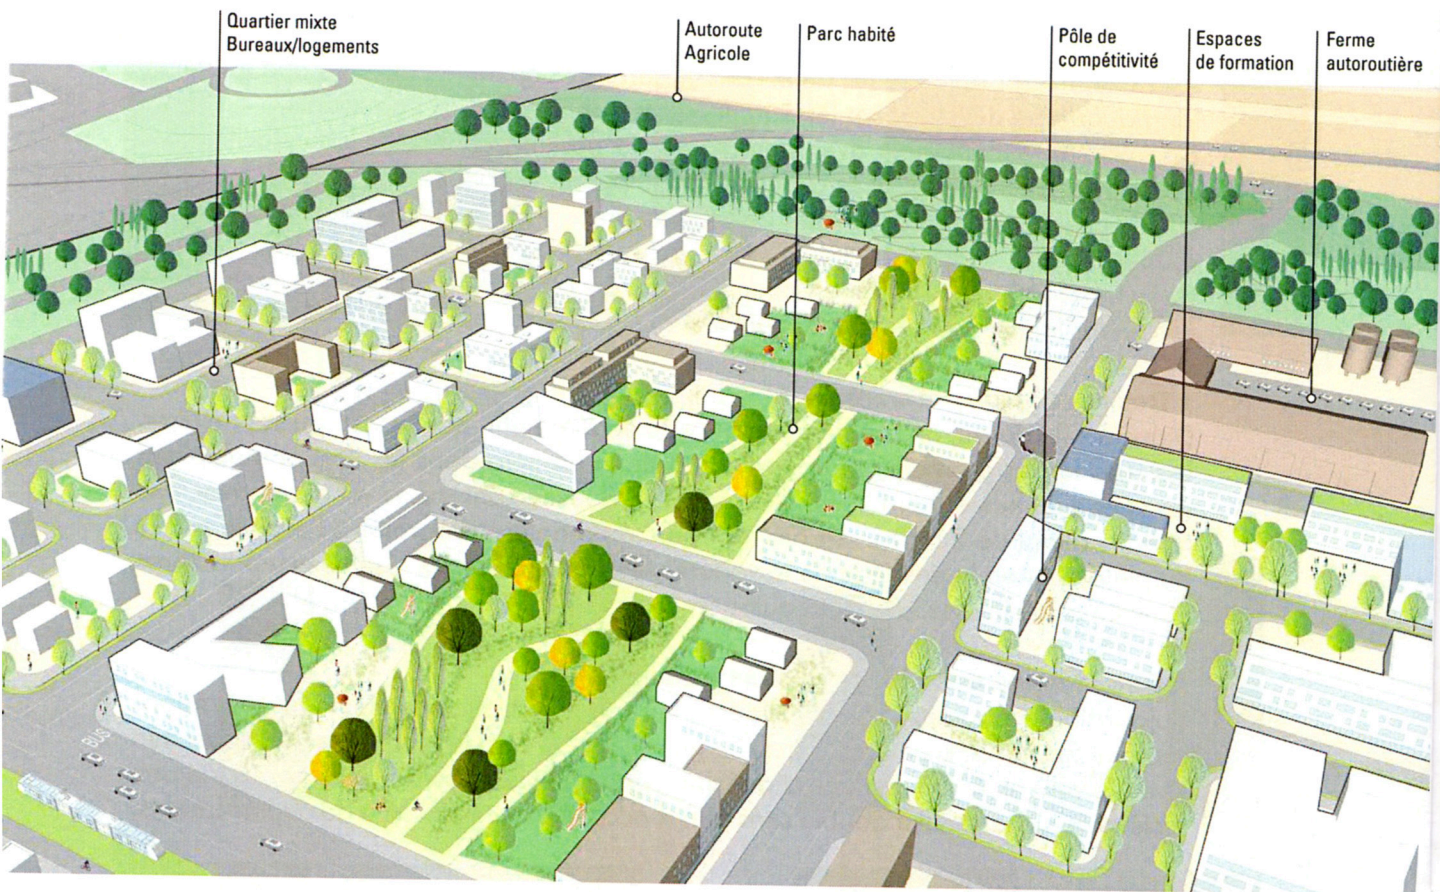 Quartier mixte
Bureaux/logements
Autoroute
Agricole
Parc habité
Pôle de
compétitivité
Espaces
de formation
Ferme
autoroutière
BUS